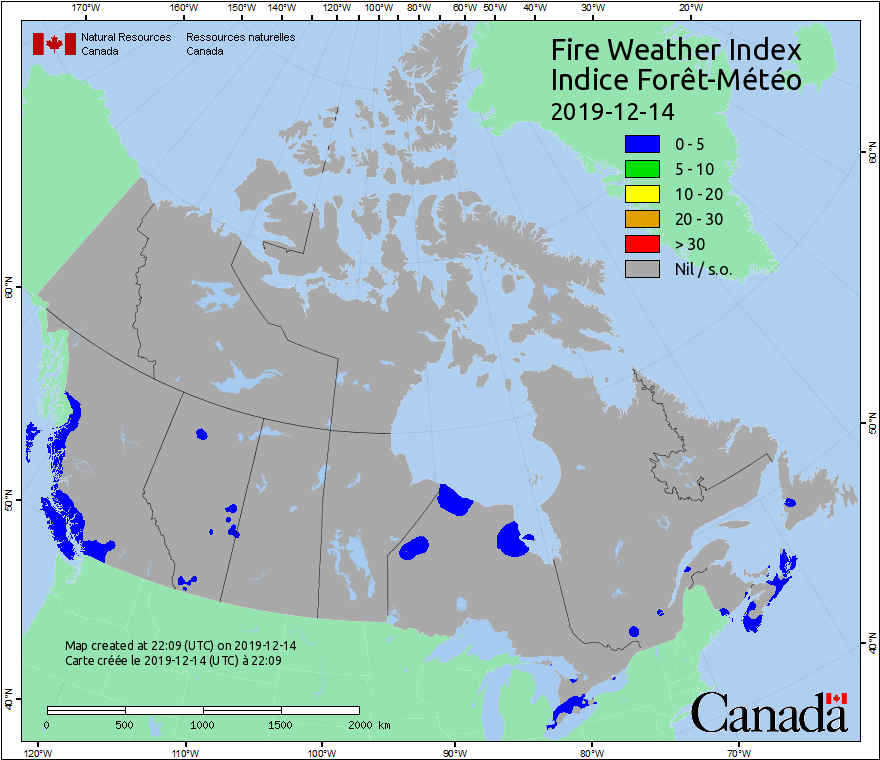 170°W 160°W 150°W 140°W 130°W 120°W 110°W 100°W 90°W 80°W 60°W 50°W 40°W 30°W 20°W
Natural Resources Canada
Ressources naturelles Canada
Fire Weather Index
Indice Forêt-Météo
2019-12-14
0 - 5
5 - 10
10 - 20
20 - 30
> 30
Nil / s.o.
60°N
60°N
50°N
50°N
40°N
40°N
Map created at 22:09 (UTC) on 2019-12-14
Carte créée le 2019-12-14 (UTC) à 22:09
0 500 1000 1500 2000 km
Canada
120°W 110°W 100°W 90°W 80°W 70°W